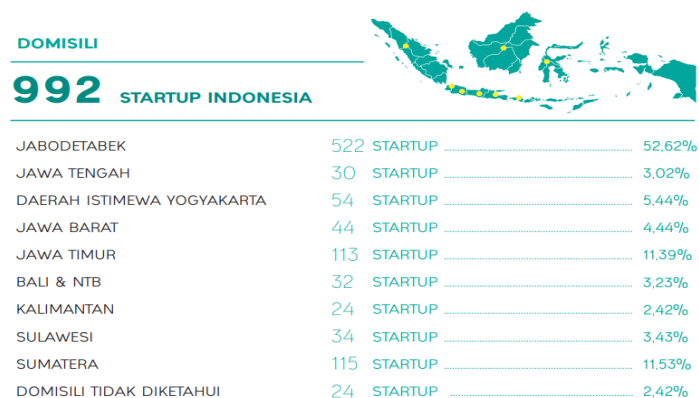 DOMISILI
992 STARTUP INDONESIA
JABODETABEK 522 STARTUP 52,62%
JAWA TENGAH 30 STARTUP 3,02%
DAERAH ISTIMEWA YOGYAKARTA 54 STARTUP 5,44%
JAWA BARAT 44 STARTUP 4,44%
JAWA TIMUR 113 STARTUP 11,39%
BALI & NTB 32 STARTUP 3,23%
KALIMANTAN 24 STARTUP 2,42%
SULAWESI 34 STARTUP 3,43%
SUMATERA 115 STARTUP 11,53%
DOMISILI TIDAK DIKETAHUI 24 STARTUP 2,42%